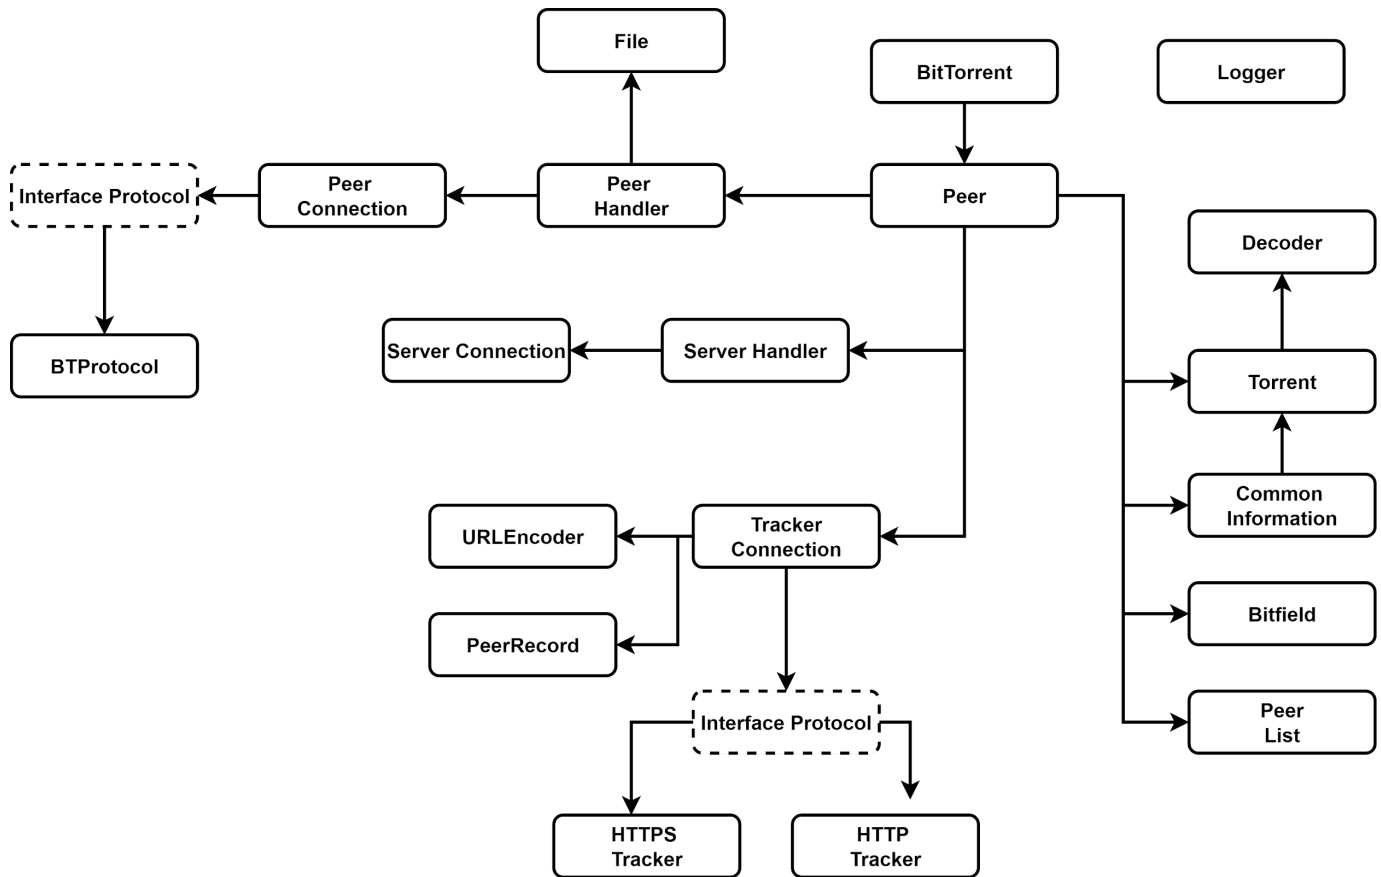 File
BitTorrent
Logger
Interface Protocol
Peer
Connection
Peer
Handler
Peer
Decoder
BTProtocol
Server Connection
Server Handler
Torrent
Common
Information
URLEncoder
Tracker
Connection
PeerRecord
Bitfield
Interface Protocol
Peer
List
HTTPS
Tracker
HTTP
Tracker